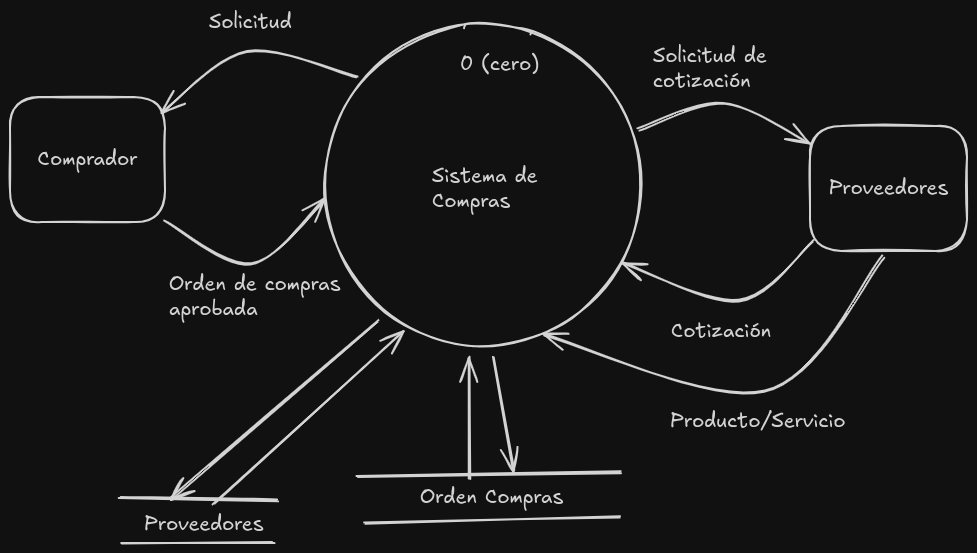 Solicitud
0 (cero)
Solicitud de
cotización
Comprador
Sistema de
Compras
Proveedores
Orden de compras
aprobada
Cotización
Producto/Servicio
Orden Compras
Proveedores